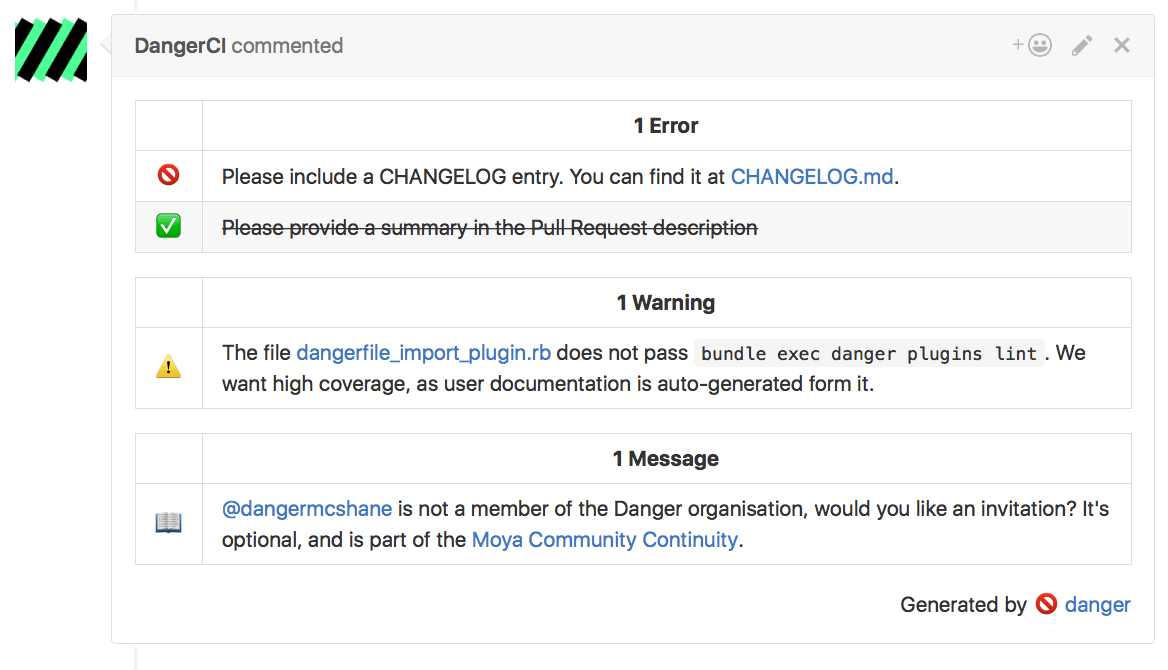 DangerCI commented
1 Error
Please include a CHANGELOG entry. You can find it at CHANGELOG.md.
Please provide a summary in the Pull Request description
1 Warning
The file dangerfile_import_plugin.rb does not pass bundle exec danger plugins lint. We
want high coverage, as user documentation is auto-generated form it.
1 Message
@dangermcshane is not a member of the Danger organisation, would you like an invitation? It's
optional, and is part of the Moya Community Continuity.
Generated by 🚫 danger